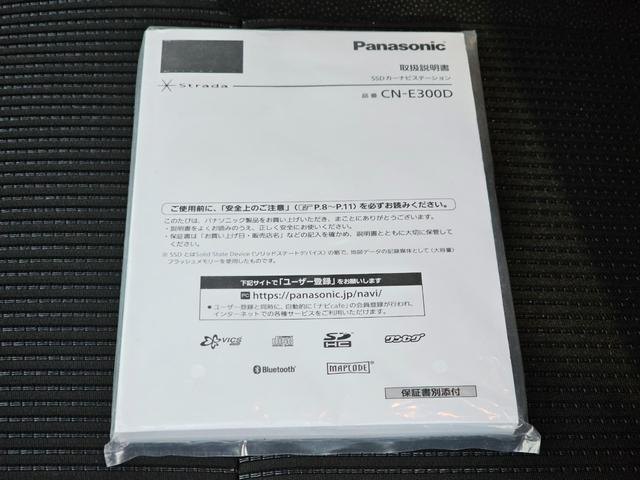 Panasonic
取扱説明書
SSDカーナビステーション
品番 CN-E300D
Strada
ご使用前に、「安全上のご注意」(P.8~P.11)を必ずお読みください。
このたびは、パナソニック製品をお買い上げいただき、まことにありがとうございます。
・説明書をよくお読みのうえ、正しく安全にお使いください。
・保証書は「お買い上げ日・販売店名」などの記入を確かめ、説明書とともに大切に保管してください。
※ SSDとはSolid State Device(ソリッドステートデバイス)の略で、地図データの記録媒体として(大容量)
フラッシュメモリーを使用したものです。
下記サイトで「ユーザー登録」をお願いします
PC https://panasonic.jp/navi/
●ユーザー登録と同時に、自動的に「ナビcafe」の会員登録が行われ、
インターネットでの各種サービスをご利用いただけます。
VICS
disc
SD
HC
ワンセグ
Bluetooth
MAPCODE
保証書別添付